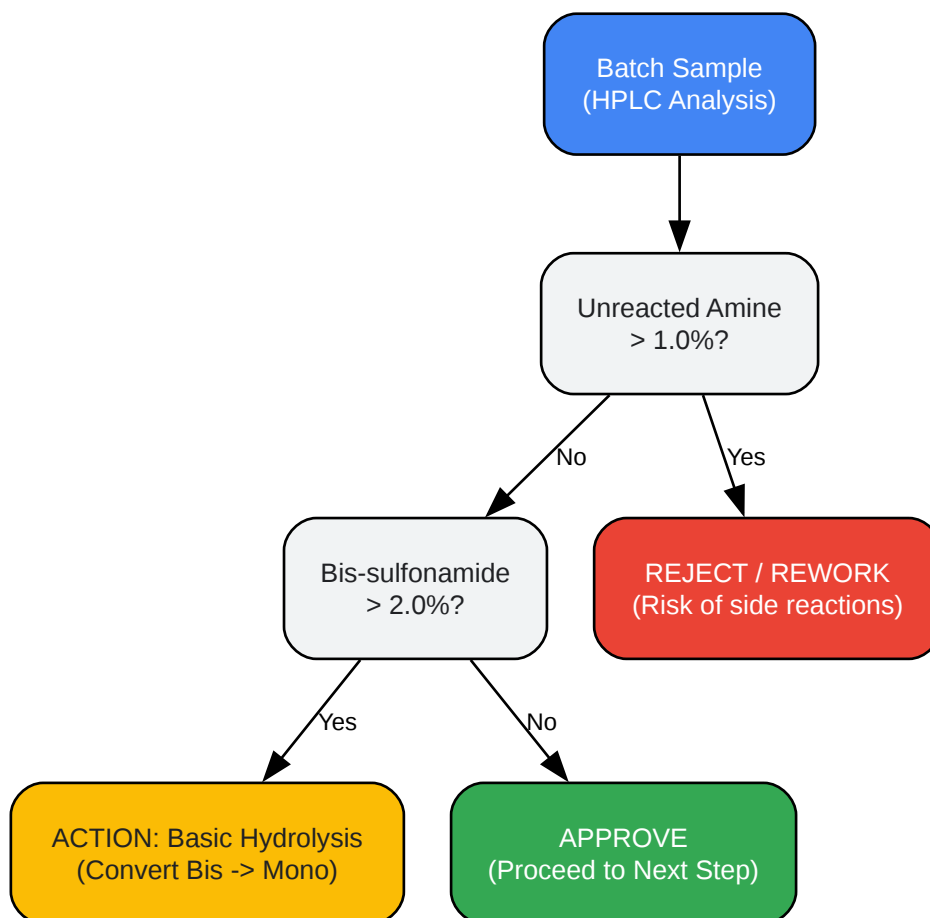 Batch Sample
(HPLC Analysis)
Unreacted Amine
> 1.0%?
No
Yes
Bis-sulfonamide
> 2.0%?
REJECT / REWORK
(Risk of side reactions)
Yes
No
ACTION: Basic Hydrolysis
(Convert Bis -> Mono)
APPROVE
(Proceed to Next Step)